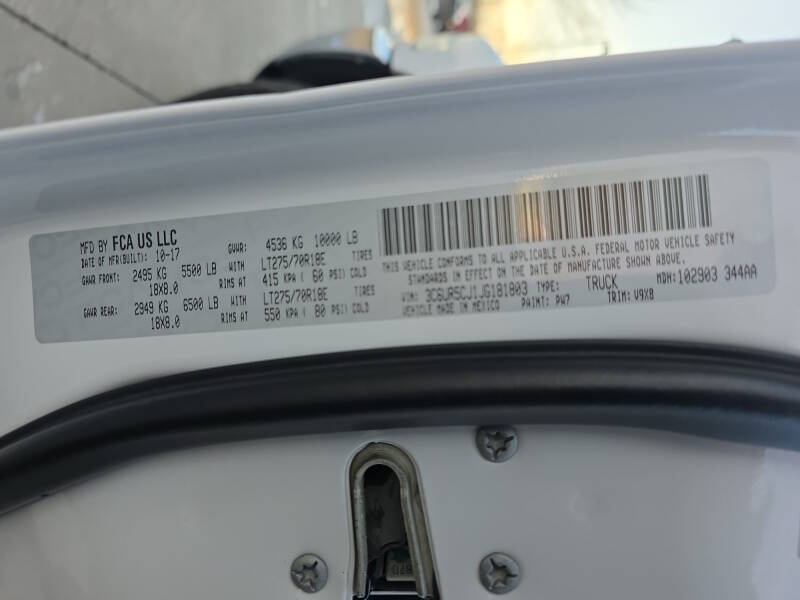 MFD BY FCA US LLC
DATE OF MFR(BUILT): 10-17 GVWR: 4536 KG 10000 LB
GAWR FRONT: 2495 KG 5500 LB WITH LT275/70R18E TIRES
18X8.0 RIMS AT 415 KPA ( 60 PSI) COLD
GAWR REAR: 2949 KG 6500 LB WITH LT275/70R18E TIRES
18X8.0 RIMS AT 550 KPA ( 80 PSI) COLD
THIS VEHICLE CONFORMS TO ALL APPLICABLE U.S.A. FEDERAL MOTOR VEHICLE SAFETY
STANDARDS IN EFFECT ON THE DATE OF MANUFACTURE SHOWN ABOVE.
VIN: 3C6UR5CJ1JG181803 TYPE: TRUCK MDH: 102903 344AA
VEHICLE MADE IN MEXICO PAINT: PW7 TRIM: V9X8